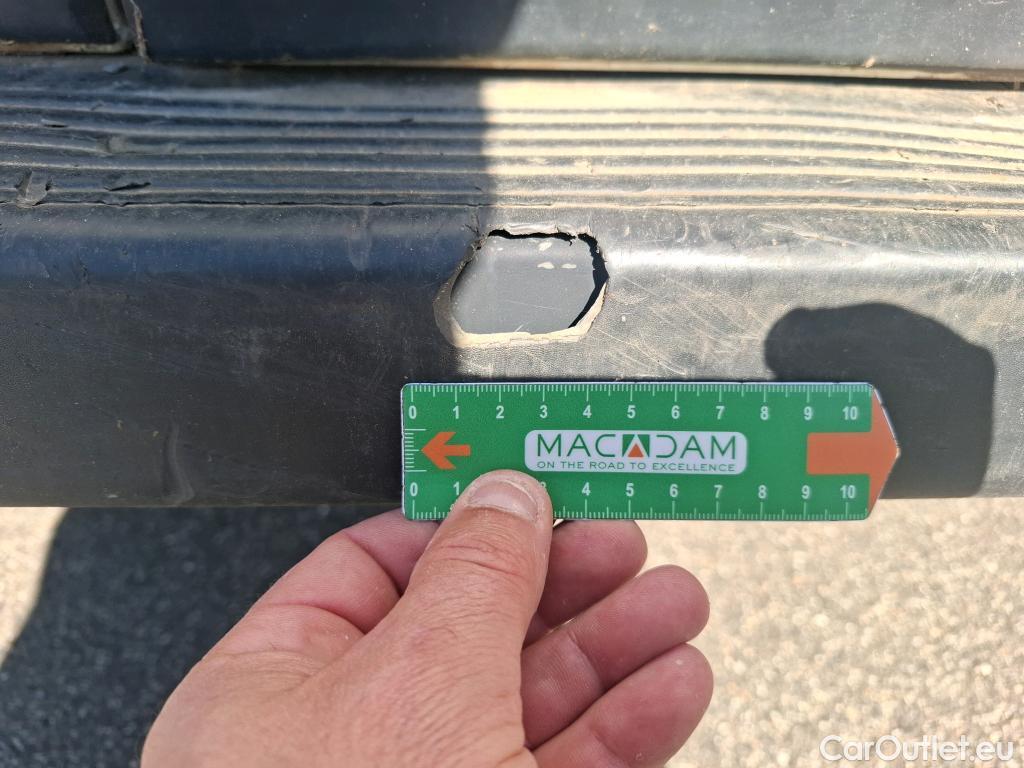 0 1 2 3 4 5 6 7 8 9 10
MACADAM
ON THE ROAD TO EXCELLENCE
0 1 3 4 5 6 7 8 9 10
CarOutlet.eu